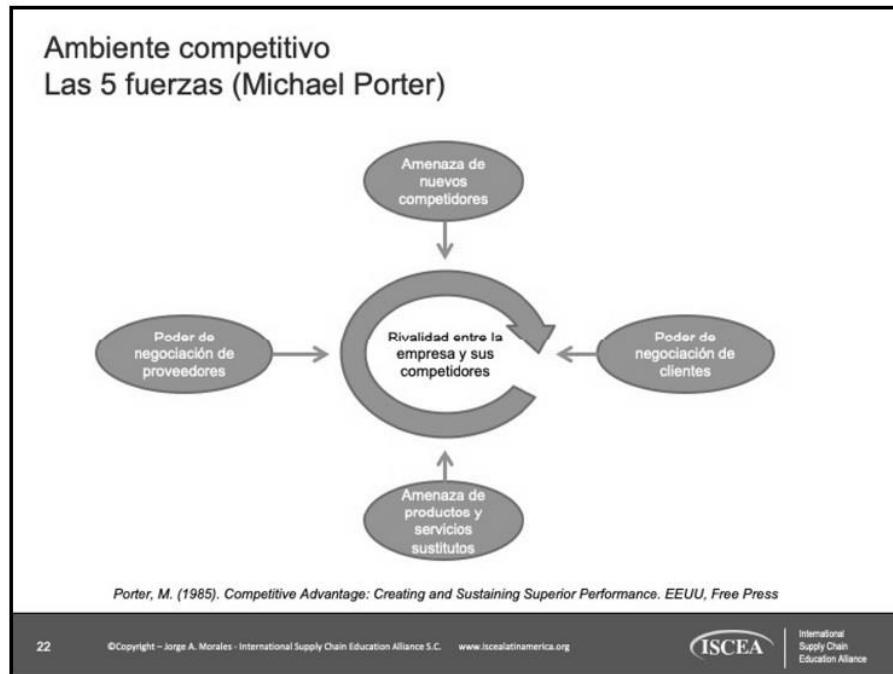 Ambiente competitivo
Las 5 fuerzas (Michael Porter)
Amenaza de
nuevos
competidores
Poder de
negociación de
proveedores
Rivalidad entre la
empresa y sus
competidores
Poder de
negociación de
clientes
Amenaza de
productos y
servicios
sustitutos
Porter, M. (1985). Competitive Advantage: Creating and Sustaining Superior Performance. EEUU, Free Press
22
©Copyright – Jorge A. Morales - International Supply Chain Education Alliance S.C.
www.iscealatinamerica.org
ISCEA
International
Supply Chain
Education Alliance